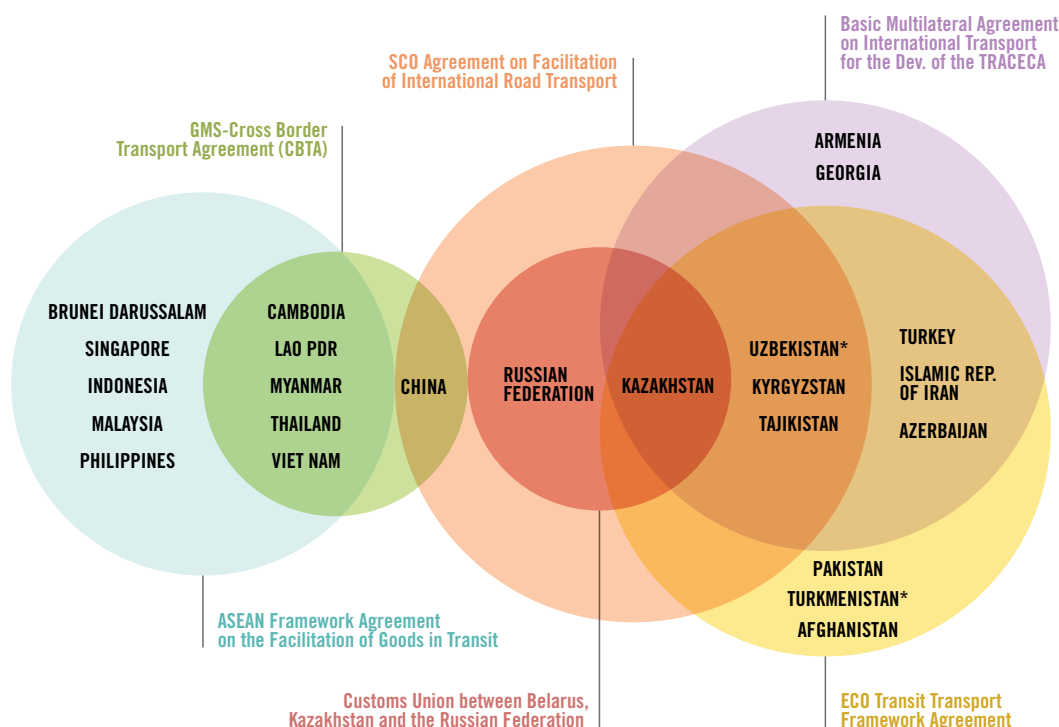 Basic Multilateral Agreement
on International Transport
for the Dev. of the TRACECA
SCO Agreement on Facilitation
of International Road Transport
GMS-Cross Border
Transport Agreement (CBTA)
ARMENIA
GEORGIA
BRUNEI DARUSSALAM
SINGAPORE
INDONESIA
MALAYSIA
PHILIPPINES
CAMBODIA
LAO PDR
MYANMAR
THAILAND
VIET NAM
CHINA
RUSSIAN
FEDERATION
KAZAKHSTAN
UZBEKISTAN*
KYRGYZSTAN
TAJIKISTAN
TURKEY
ISLAMIC REP.
OF IRAN
AZERBAIJAN
PAKISTAN
TURKMENISTAN*
AFGHANISTAN
ASEAN Framework Agreement
on the Facilitation of Goods in Transit
Customs Union between Belarus,
Kazakhstan and the Russian Federation
ECO Transit Transport
Framework Agreement